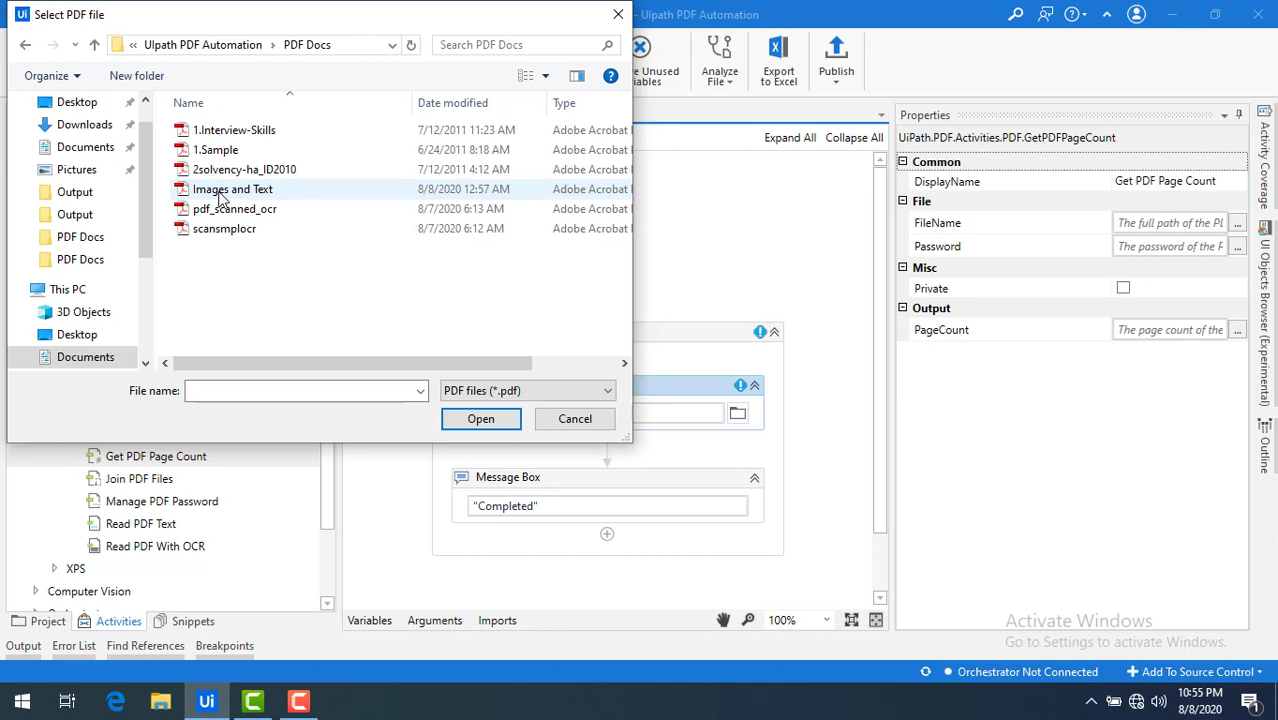 Ui Select PDF file
- UIpath PDF Automation
UIpath PDF Automation
PDF Docs
Search PDF Docs
Organize
New folder
Unused
Analyze File
Export to Excel
Publish
Desktop
Downloads
Documents
Pictures
Output
Output
PDF Docs
PDF Docs
This PC
3D Objects
Desktop
Documents
Name Date modified Type
1.Interview-Skills 7/12/2011 11:23 AM Adobe Acrobat
1.Sample 6/24/2011 8:18 AM Adobe Acrobat
2solvency-ha_ID2010 7/12/2011 4:12 AM Adobe Acrobat
Images and Text 8/8/2020 12:57 AM Adobe Acrobat
pdf_scanned_ocr 8/7/2020 6:13 AM Adobe Acrobat
scansmplocr 8/7/2020 6:12 AM Adobe Acrobat
File name:
PDF files (*.pdf)
Open
Cancel
Expand All Collapse All
Properties
UiPath.PDF.Activities.PDF.GetPDFPageCount
Common
DisplayName Get PDF Page Count
File
FileName The full path of the
Password The password of the
Misc
Private
Output
PageCount The page count of the
Activity Coverage
UI Objects Browser (Experimental)
Outline
Get PDF Page Count
Join PDF Files
Manage PDF Password
Read PDF Text
Read PDF With OCR
XPS
Computer Vision
Message Box
"Completed"
Project
Activities
Snippets
Variables Arguments Imports
100%
Output Error List Find References Breakpoints
Activate Windows
Go to Settings to activate Windows.
Orchestrator Not Connected
Add To Source Control
Ui
10:55 PM
8/8/2020
1